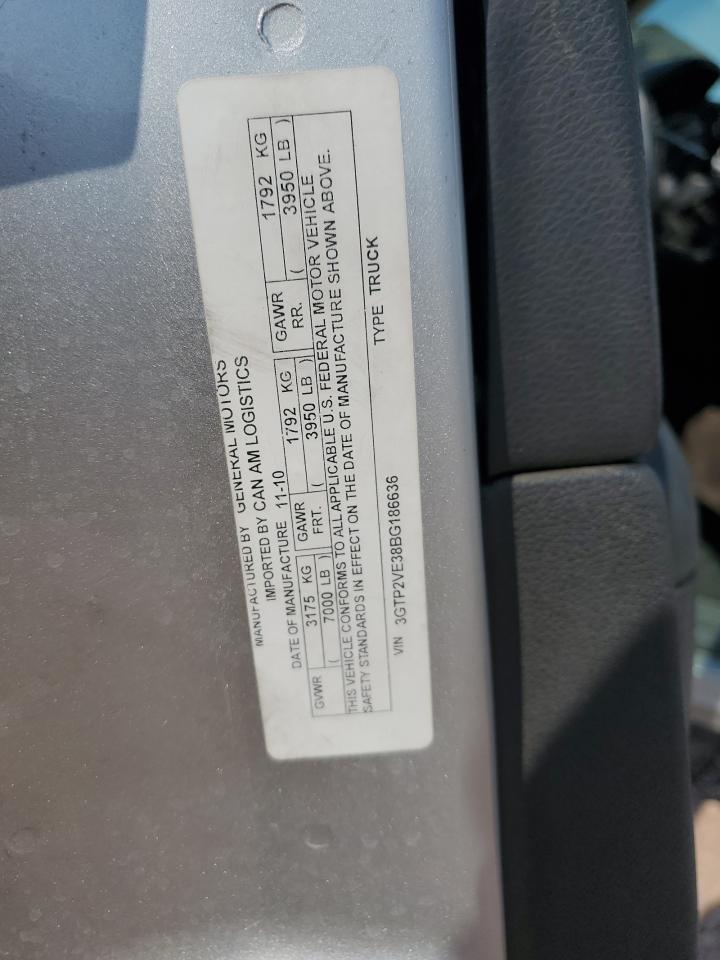 MANUFACTURED BY GENERAL MOTORS
IMPORTED BY CAN AM LOGISTICS
DATE OF MANUFACTURE 11-10
GVWR 3175 KG GAWR FRT. 1792 KG GAWR RR. 1792 KG
( 7000 LB ) ( 3950 LB ) ( 3950 LB )
THIS VEHICLE CONFORMS TO ALL APPLICABLE U.S. FEDERAL MOTOR VEHICLE
SAFETY STANDARDS IN EFFECT ON THE DATE OF MANUFACTURE SHOWN ABOVE.
VIN 3GTP2VE38BG186636 TYPE TRUCK